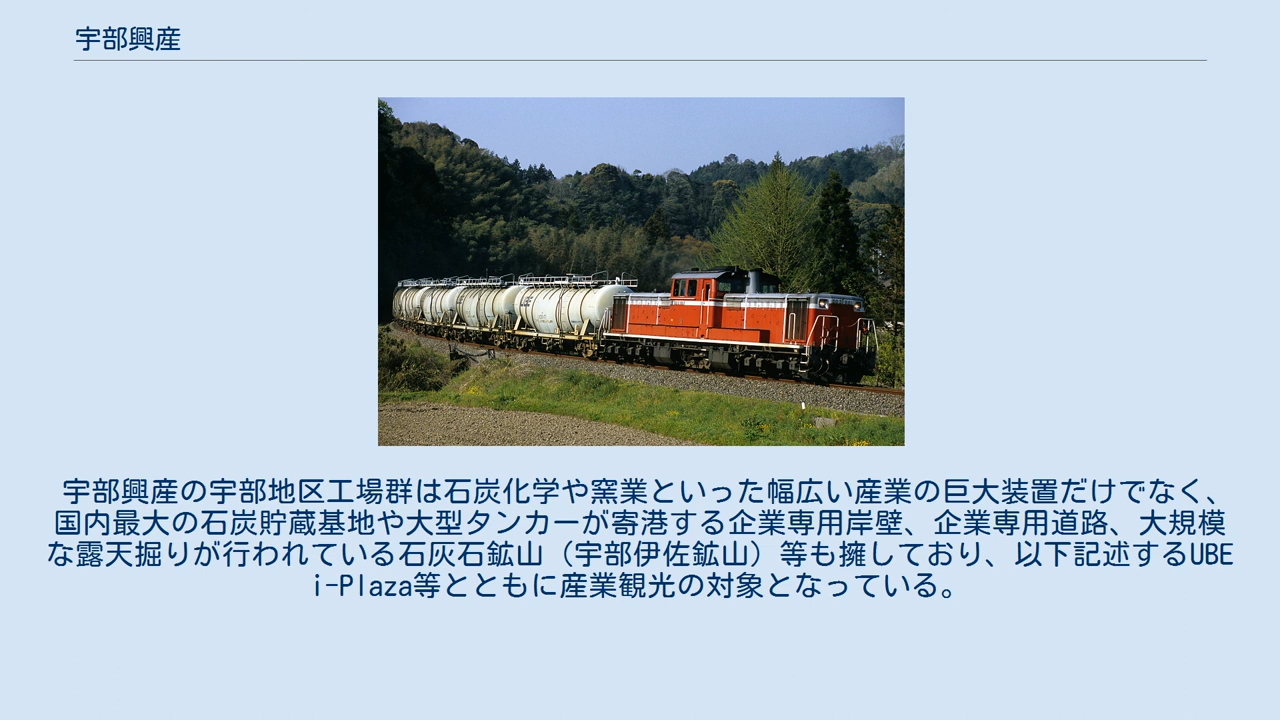 宇部興産
宇部興産の宇部地区工場群は石炭化学や窯業といった幅広い産業の巨大装置だけでなく、
国内最大の石炭貯蔵基地や大型タンカーが寄港する企業専用岸壁、企業専用道路、大規模
な露天掘りが行われている石灰石鉱山（宇部伊佐鉱山）等も擁しており、以下記述するUBE
i-Plaza等とともに産業観光の対象となっている。